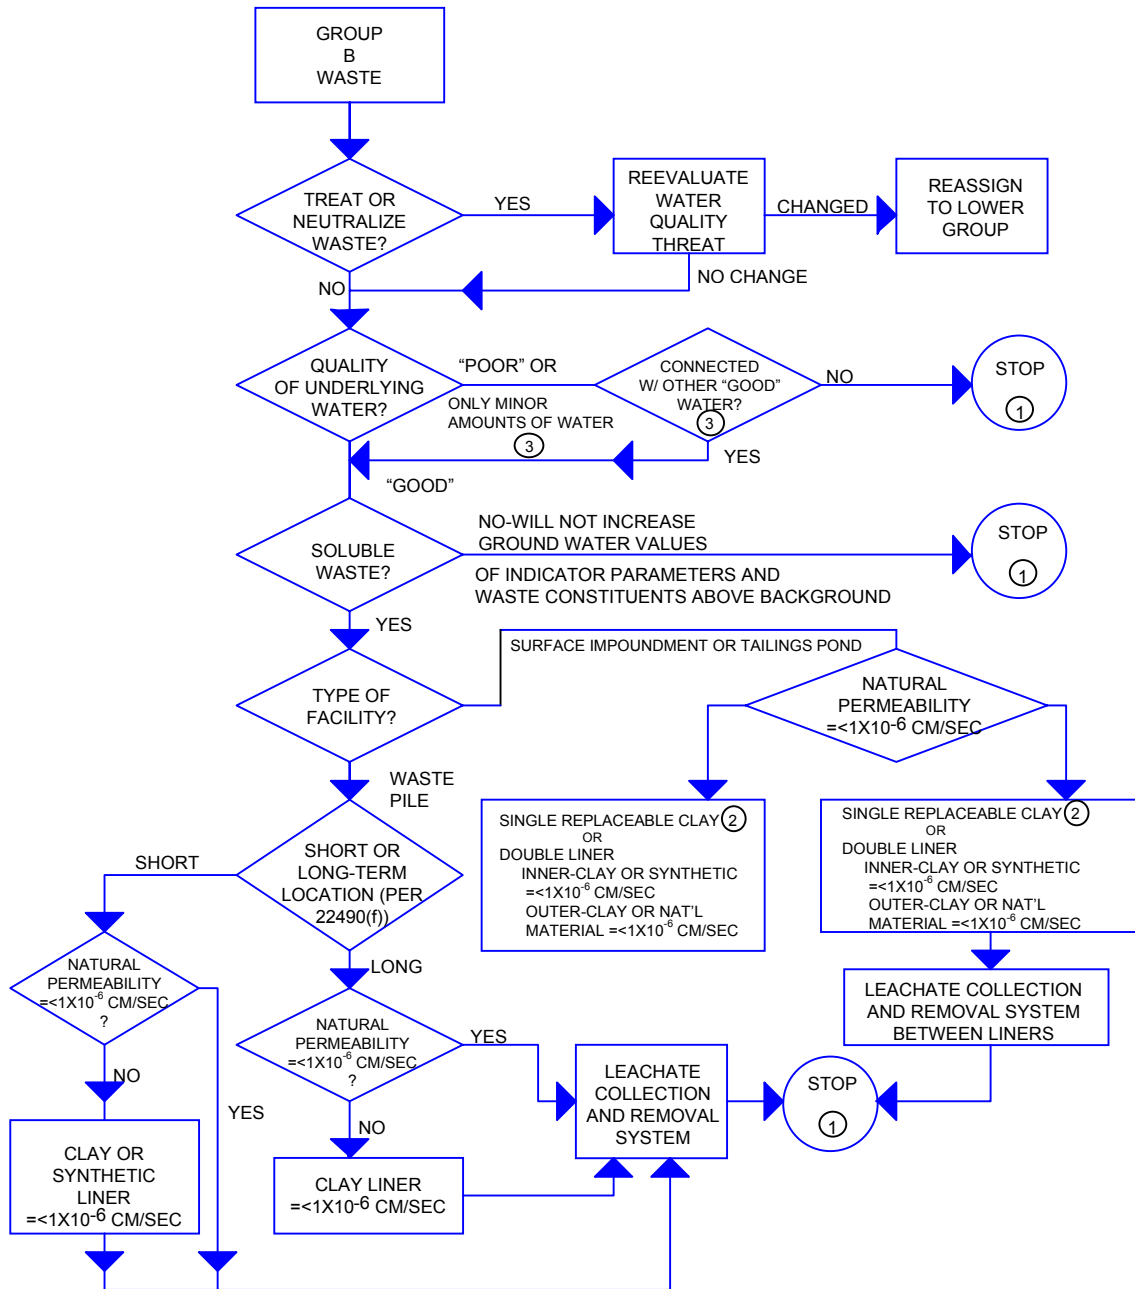 GROUP
B
WASTE
TREAT OR
NEUTRALIZE
WASTE?
YES
REEVALUATE
WATER
QUALITY
THREAT
CHANGED
REASSIGN
TO LOWER
GROUP
NO
NO CHANGE
QUALITY
OF UNDERLYING
WATER?
“POOR” OR
ONLY MINOR
AMOUNTS OF WATER
3
CONNECTED
W/ OTHER “GOOD”
WATER?
3
NO
STOP
1
YES
“GOOD”
SOLUBLE
WASTE?
NO-WILL NOT INCREASE
GROUND WATER VALUES
OF INDICATOR PARAMETERS AND
WASTE CONSTITUENTS ABOVE BACKGROUND
STOP
1
YES
TYPE OF
FACILITY?
SURFACE IMPOUNDMENT OR TAILINGS POND
NATURAL
PERMEABILITY
=<1X10-6 CM/SEC
WASTE
PILE
SINGLE REPLACEABLE CLAY 2
OR
DOUBLE LINER
INNER-CLAY OR SYNTHETIC
=<1X10-6 CM/SEC
OUTER-CLAY OR NAT'L
MATERIAL =<1X10-6 CM/SEC
SINGLE REPLACEABLE CLAY 2
OR
DOUBLE LINER
INNER-CLAY OR SYNTHETIC
=<1X10-6 CM/SEC
OUTER-CLAY OR NAT'L
MATERIAL =<1X10-6 CM/SEC
SHORT
SHORT OR
LONG-TERM
LOCATION (PER
22490(f))
LONG
NATURAL
PERMEABILITY
=<1X10-6 CM/SEC
?
NATURAL
PERMEABILITY
=<1X10-6 CM/SEC
?
YES
LEACHATE
COLLECTION
AND REMOVAL
SYSTEM
LEACHATE COLLECTION
AND REMOVAL SYSTEM
BETWEEN LINERS
STOP
1
NO
YES
NO
CLAY OR
SYNTHETIC
LINER
=<1X10-6 CM/SEC
CLAY LINER
=<1X10-6 CM/SEC